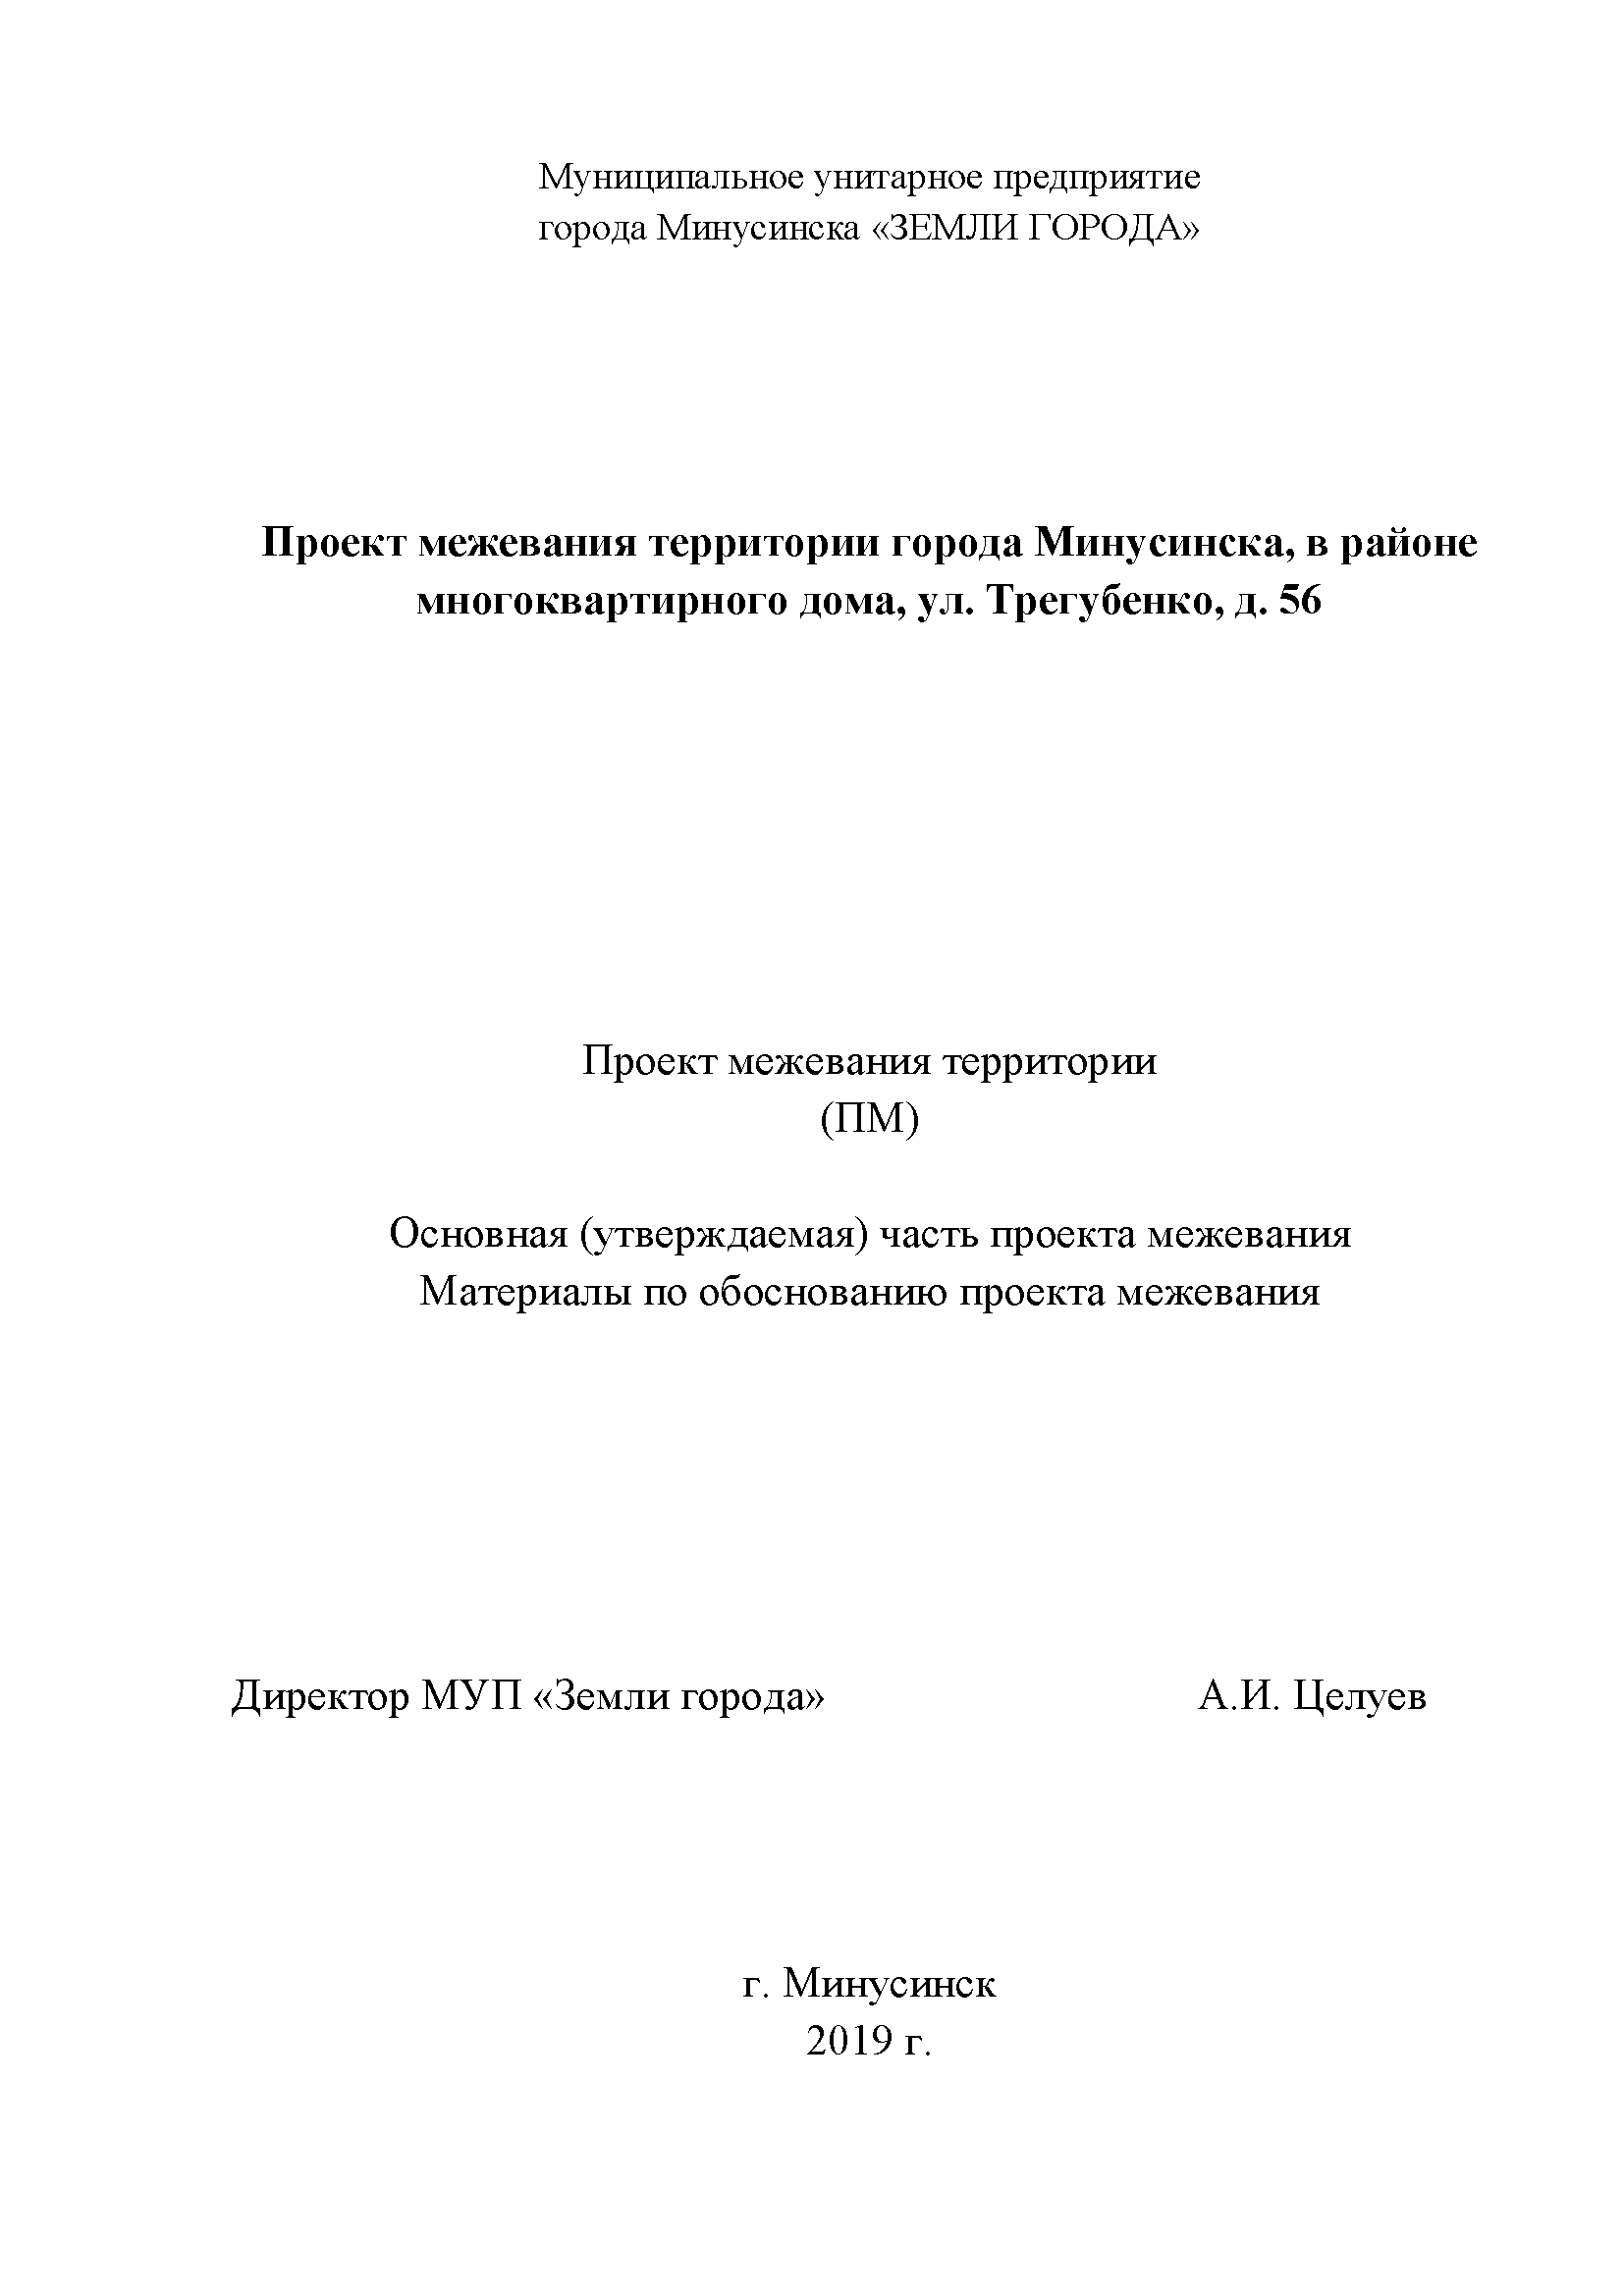 Муниципальное унитарное предприятие
города Минусинска «ЗЕМЛИ ГОРОДА»
Проект межевания территории города Минусинска, в районе
многоквартирного дома, ул. Трегубенко, д. 56
Проект межевания территории
(ПМ)
Основная (утверждаемая) часть проекта межевания
Материалы по обоснованию проекта межевания
Директор МУП «Земли города» А.И. Целуев
г. Минусинск
2019 г.